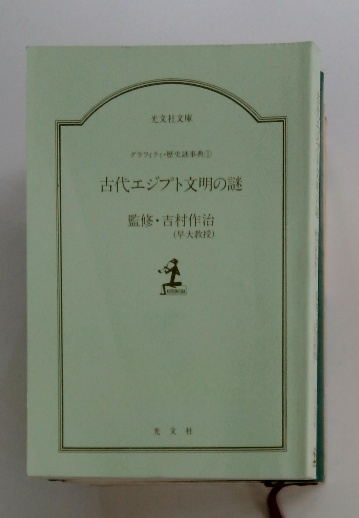 光文社文庫
グラフィティ・歴史謎事典①
古代エジプト文明の謎
監修・吉村作治
(早大教授)
光文社